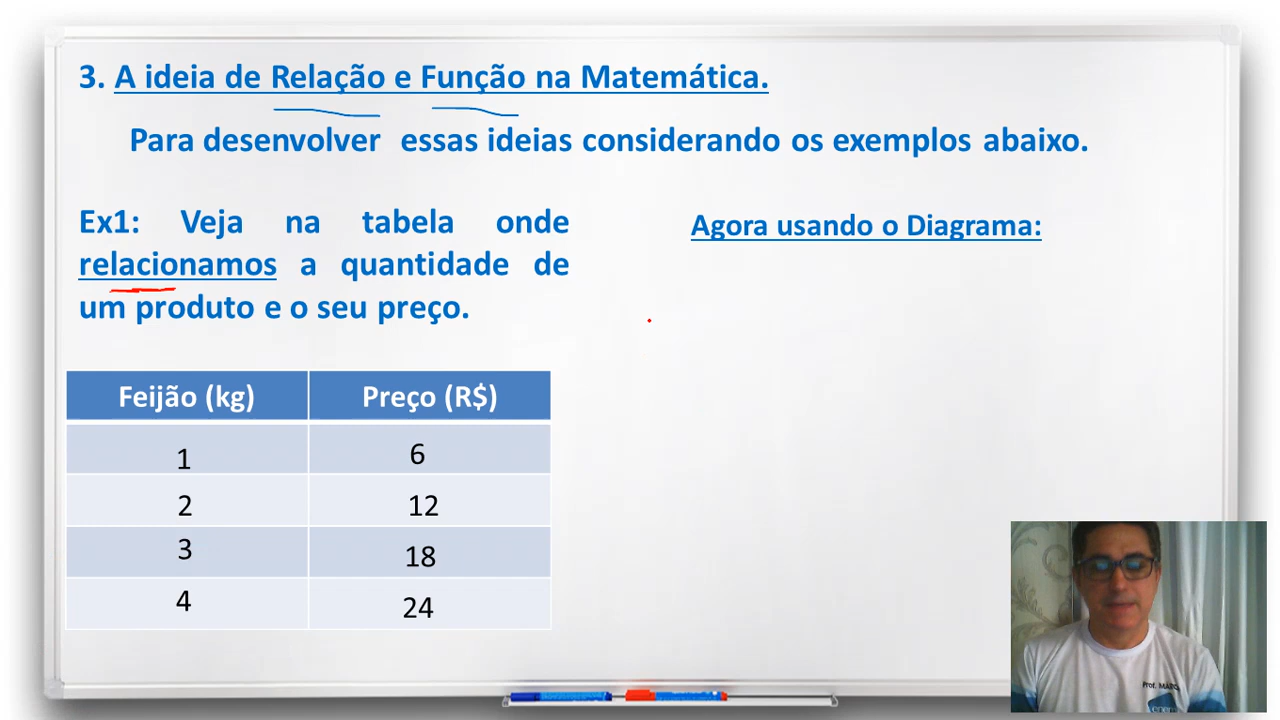 3. A ideia de Relação e Função na Matemática.
Para desenvolver essas ideias considerando os exemplos abaixo.
Ex1: Veja na tabela onde
relacionamos a quantidade de
um produto e o seu preço.
Agora usando o Diagrama:
Feijão (kg) Preço (R$)
1 6
2 12
3 18
4 24
Prof.